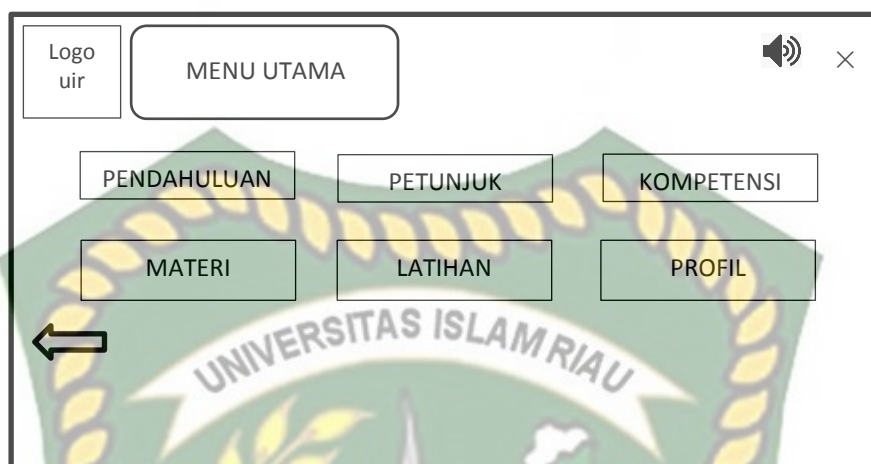 Logo
uir
MENU UTAMA
PENDAHULUAN
PETUNJUK
KOMPETENSI
MATERI
LATIHAN
PROFIL
UNIVERSITAS ISLAM RIAU